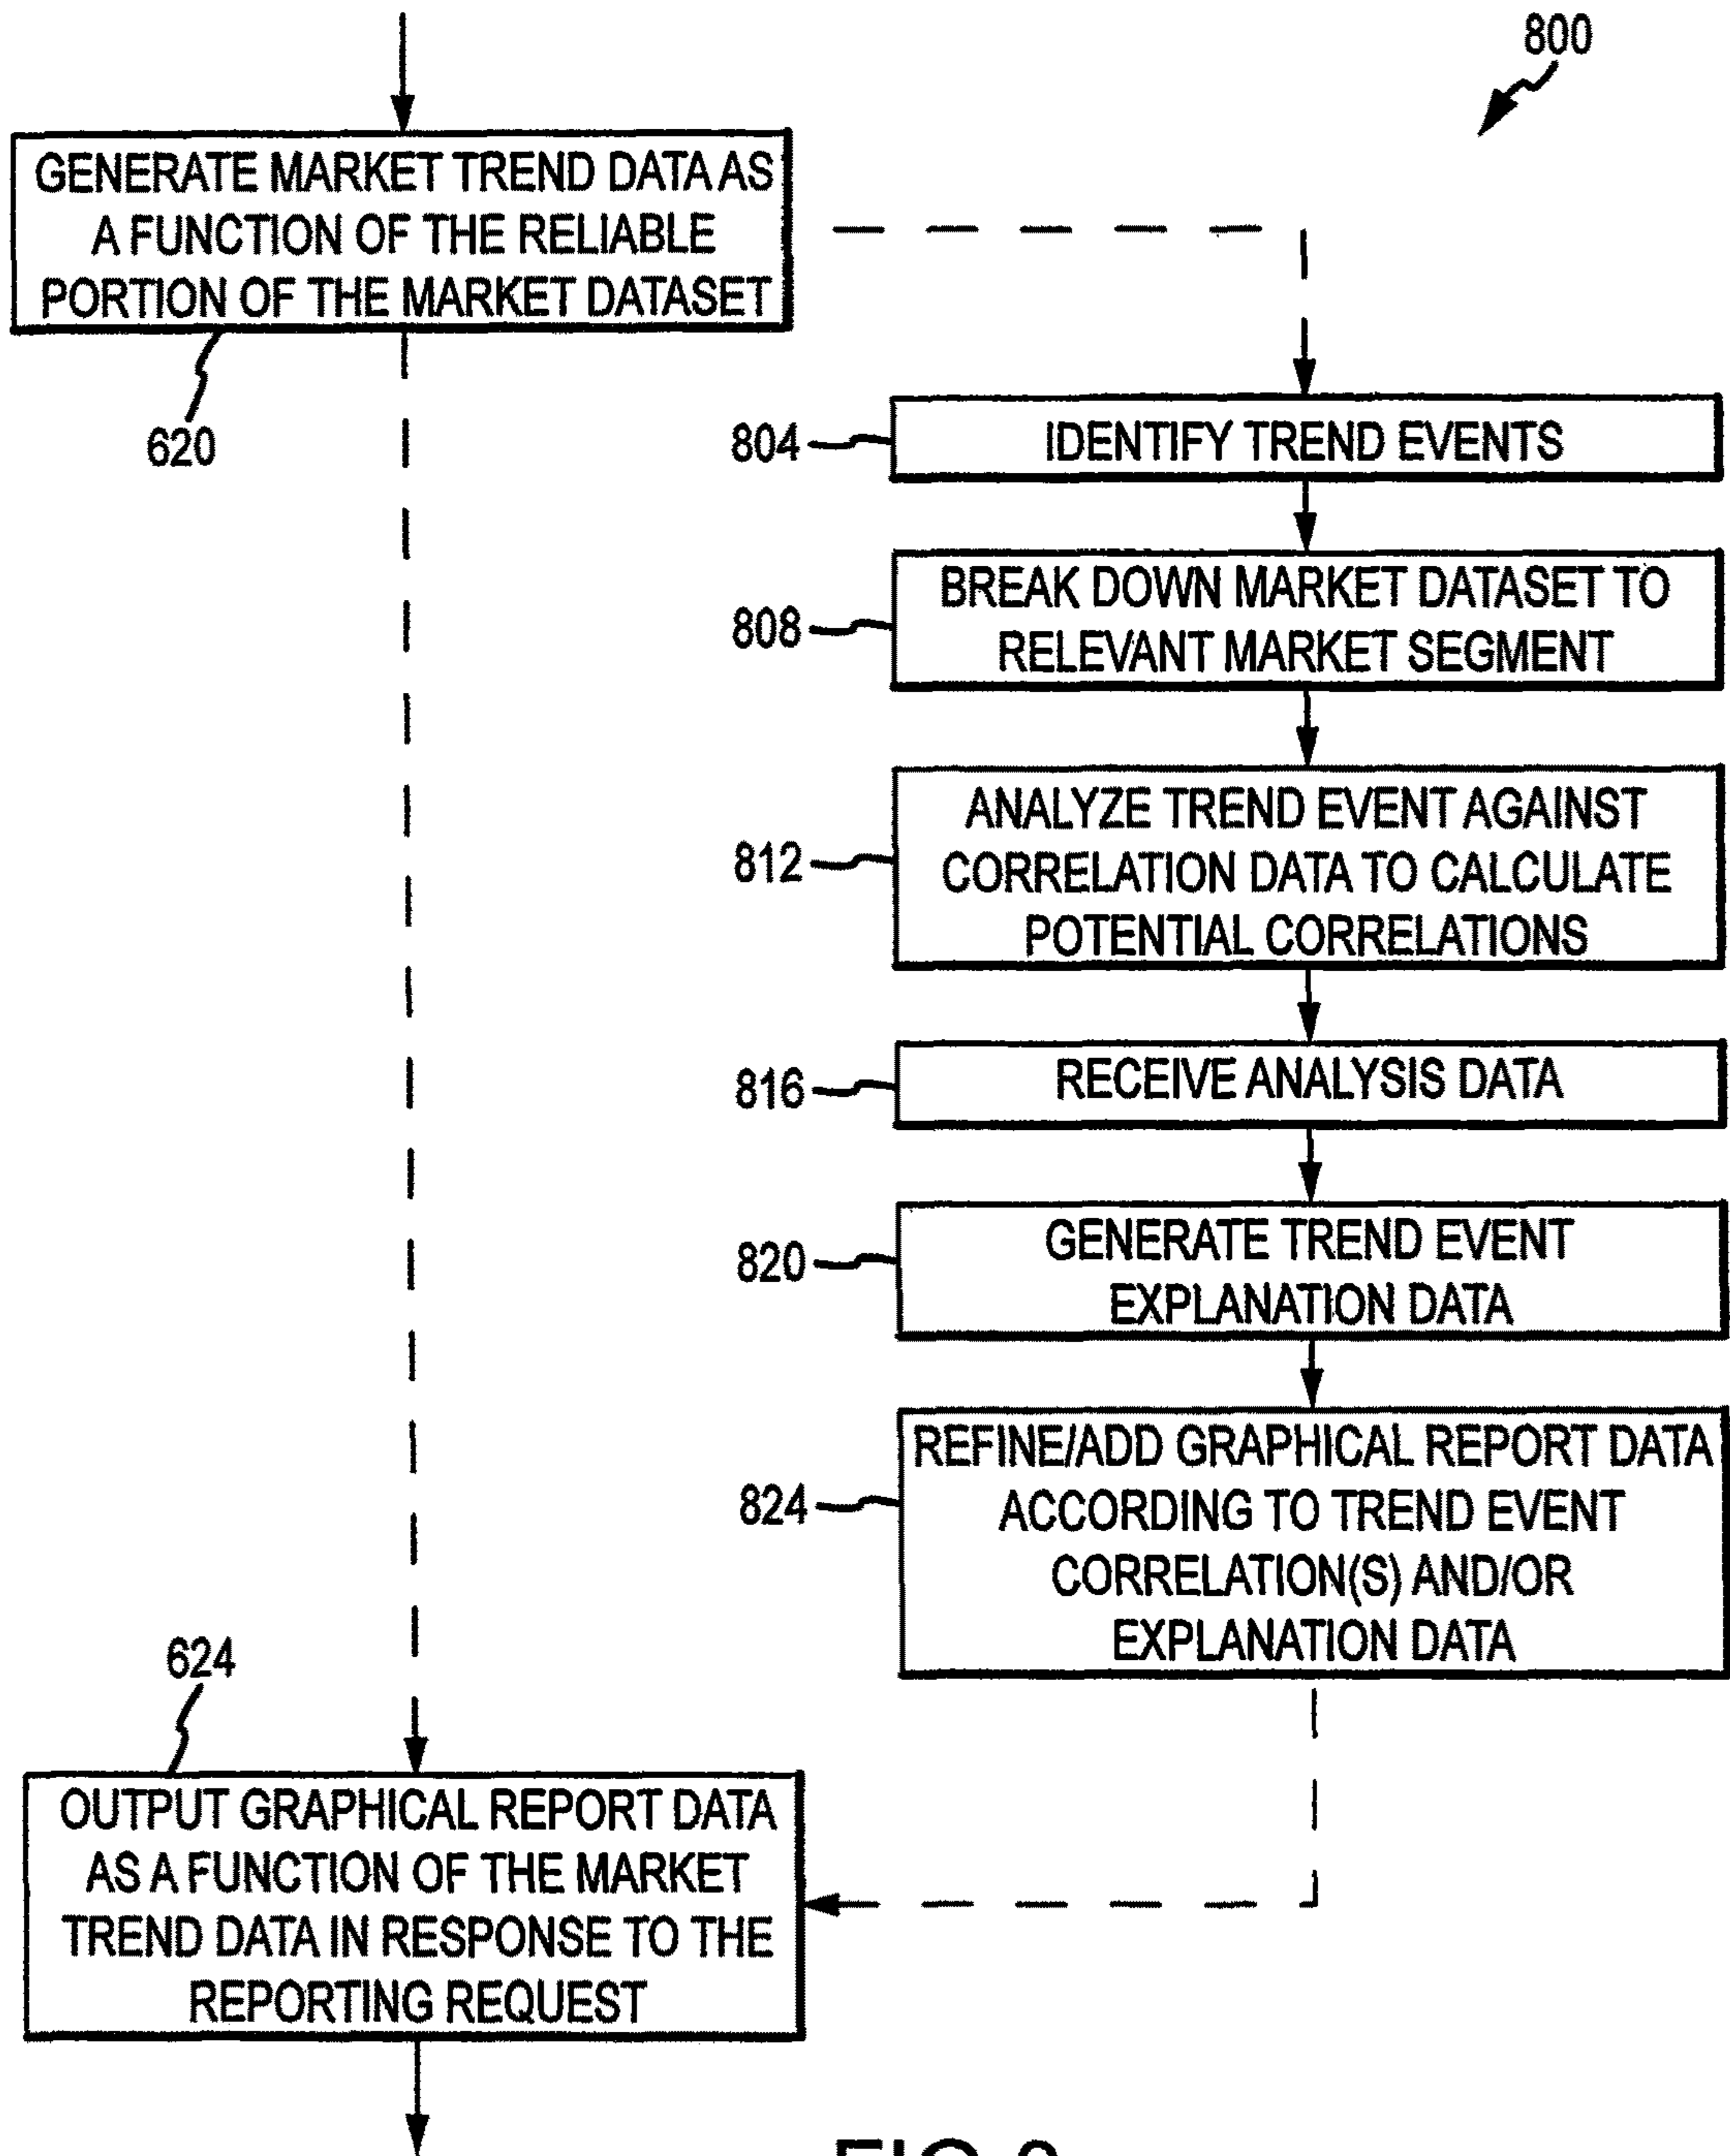 800
GENERATE MARKET TREND DATA AS
A FUNCTION OF THE RELIABLE
PORTION OF THE MARKET DATASET
620
804
IDENTIFY TREND EVENTS
808
BREAK DOWN MARKET DATASET TO
RELEVANT MARKET SEGMENT
812
ANALYZE TREND EVENT AGAINST
CORRELATION DATA TO CALCULATE
POTENTIAL CORRELATIONS
816
RECEIVE ANALYSIS DATA
820
GENERATE TREND EVENT
EXPLANATION DATA
824
REFINE/ADD GRAPHICAL REPORT DATA
ACCORDING TO TREND EVENT
CORRELATION(S) AND/OR
EXPLANATION DATA
624
OUTPUT GRAPHICAL REPORT DATA
AS A FUNCTION OF THE MARKET
TREND DATA IN RESPONSE TO THE
REPORTING REQUEST
FIG